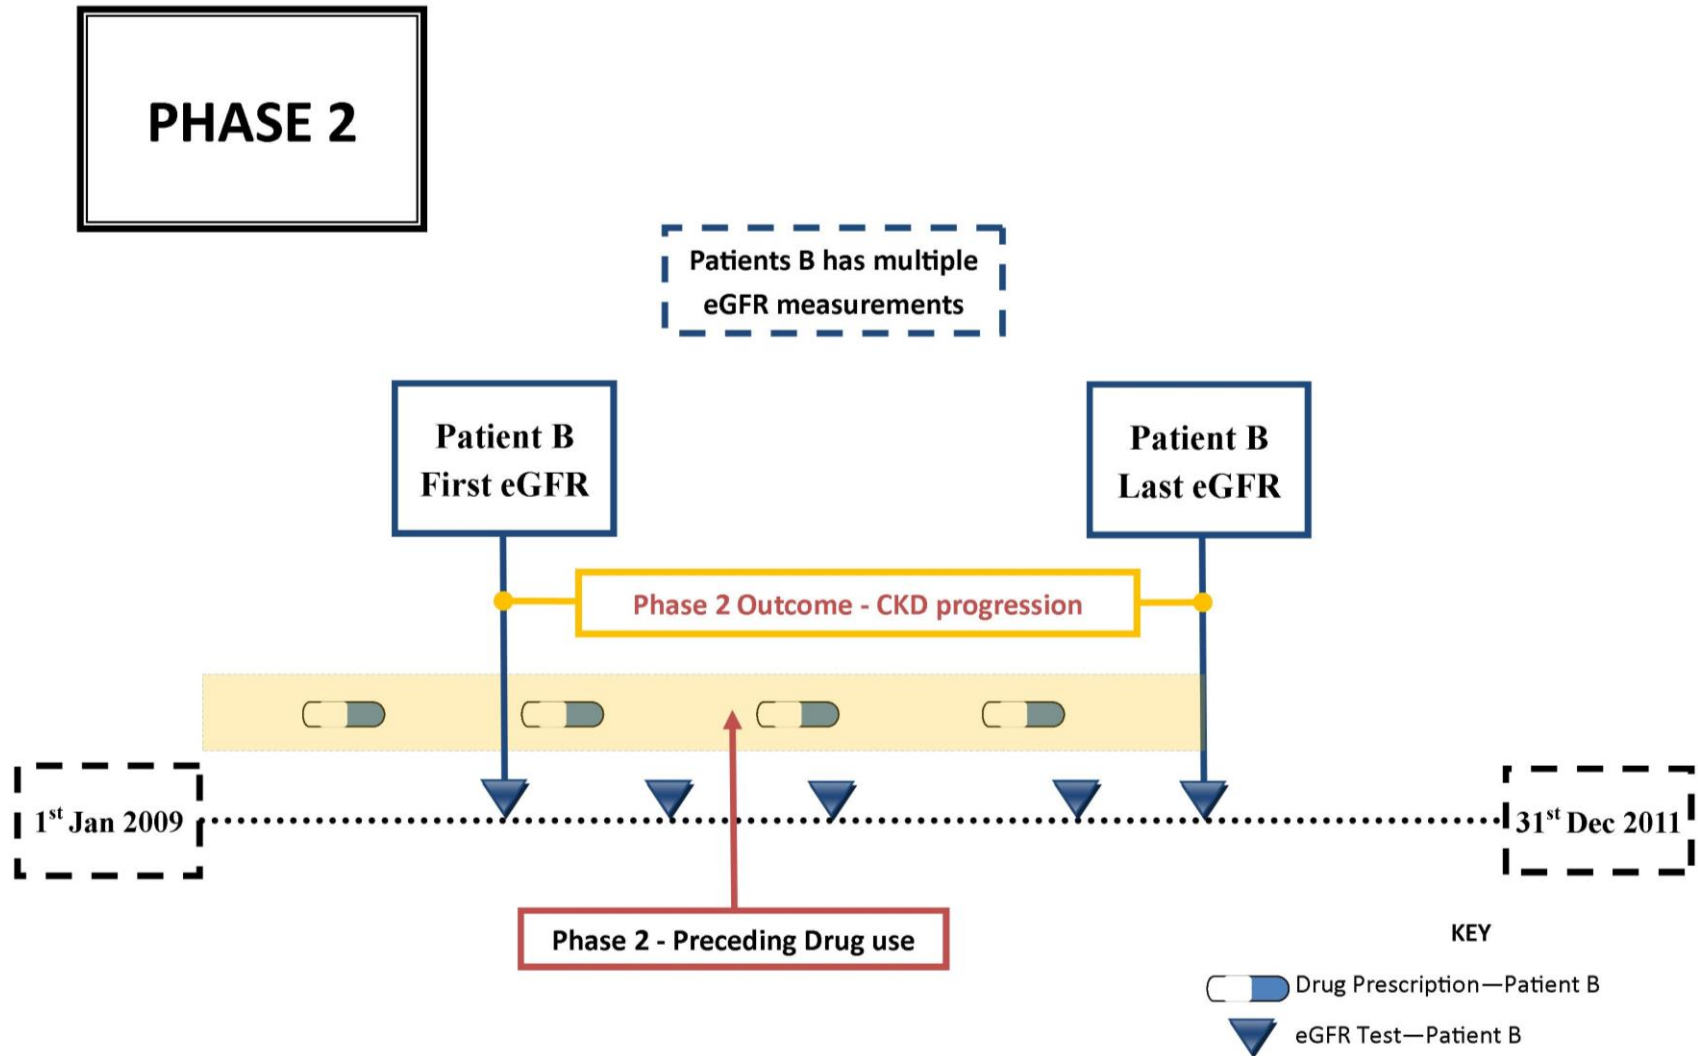 PHASE 2
Patients B has multiple
eGFR measurements
Patient B
First eGFR
Patient B
Last eGFR
Phase 2 Outcome - CKD progression
1st Jan 2009
31st Dec 2011
Phase 2 - Preceding Drug use
KEY
Drug Prescription—Patient B
eGFR Test—Patient B